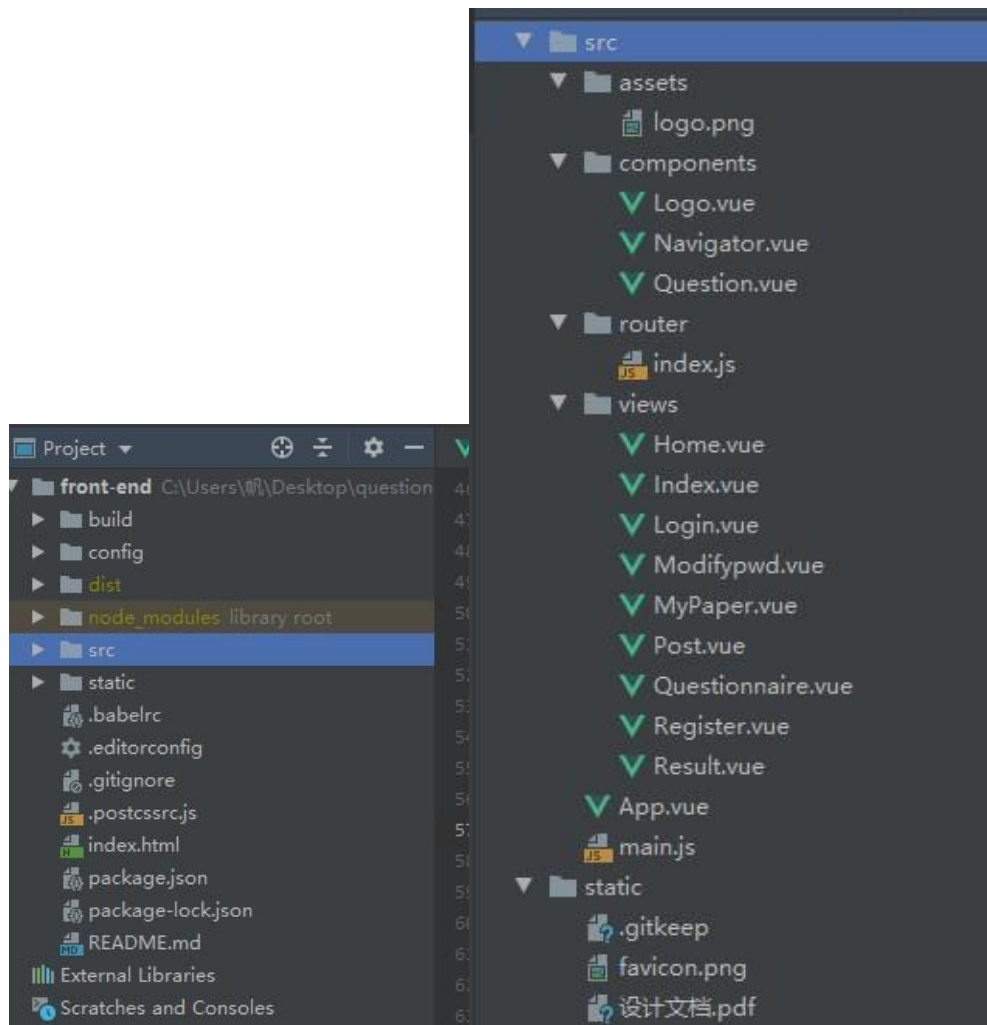 Project
front-end C:\Users\帆\Desktop\question
build
config
dist
node_modules library root
src
static
.babelrc
.editorconfig
.gitignore
.postcssrc.js
index.html
package.json
package-lock.json
README.md
External Libraries
Scratches and Consoles
src
assets
logo.png
components
Logo.vue
Navigator.vue
Question.vue
router
index.js
views
Home.vue
Index.vue
Login.vue
Modifypwd.vue
MyPaper.vue
Post.vue
Questionnaire.vue
Register.vue
Result.vue
App.vue
main.js
static
.gitkeep
favicon.png
设计文档.pdf